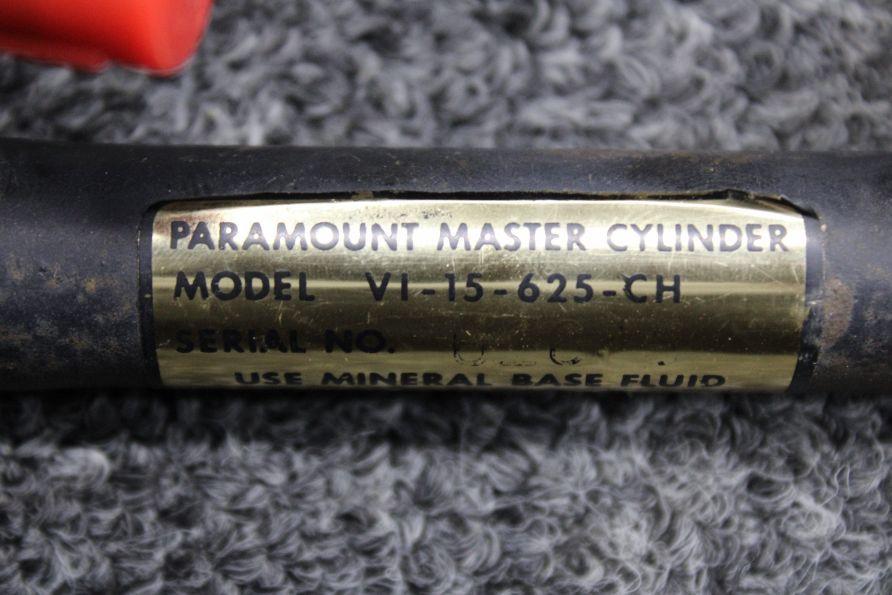 PARAMOUNT MASTER CYLINDER
MODEL VI-15-625-CH
SERIAL NO.
USE MINERAL BASE FLUID